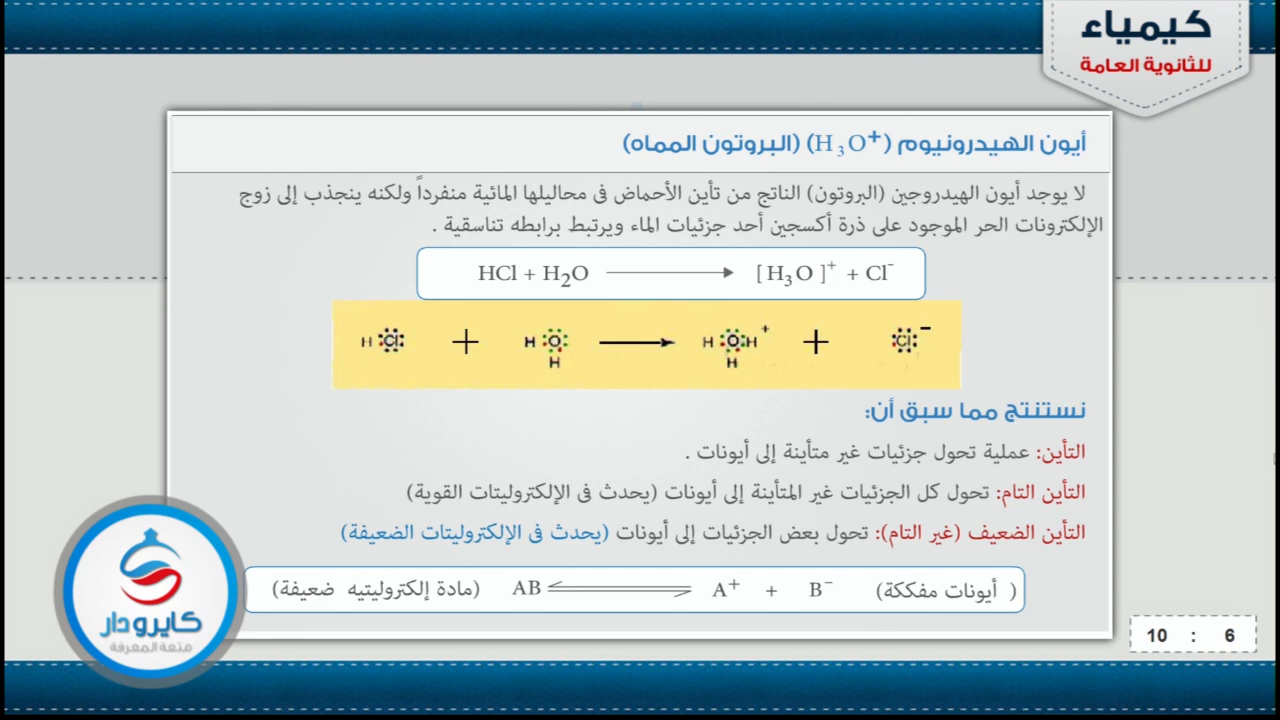 كيمياء
للثانوية العامة
أيون الهيدرونيوم (H₃O⁺) (البروتون المماه)
لا يوجد أيون الهيدروجين (البروتون) الناتج من تأين الأحماض فى محاليلها المائية منفرداً ولكنه ينجذب إلى زوج
الإلكترونات الحر الموجود على ذرة أكسجين أحد جزئيات الماء ويرتبط برابطه تناسقية .
HCl + H₂O ⟶ [ H₃O ]⁺ + Cl⁻
H Cl + H O ⟶ H O H ⁺ + Cl ⁻
H H
نستنتج مما سبق أن:
التأين: عملية تحول جزئيات غير متأينة إلى أيونات .
التأين التام: تحول كل الجزئيات غير المتأينة إلى أيونات (يحدث فى الإلكتروليتات القوية)
التأين الضعيف (غير التام): تحول بعض الجزئيات إلى أيونات (يحدث فى الإلكتروليتات الضعيفة)
(مادة إلكتروليتيه ضعيفة) AB ⇌ A⁺ + B⁻ ( أيونات مفككة)
كايرودار
متعة المعرفة
10 : 6